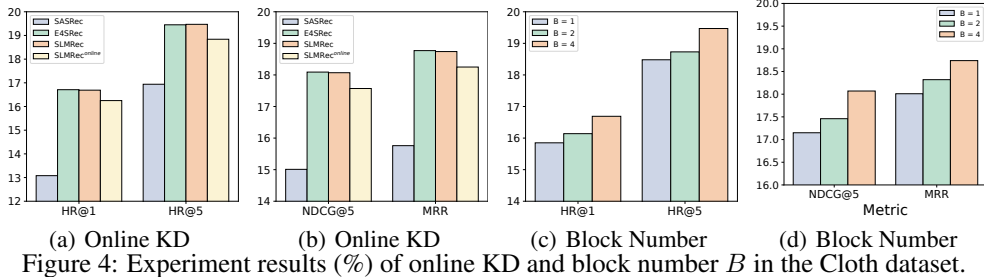 20
19
18
17
16
15
14
13
12
SASRec
E4SRec
SLMRec
SLMRec^online
HR@1 HR@5
(a) Online KD
20
19
18
17
16
15
14
SASRec
E4SRec
SLMRec
SLMRec^online
NDCG@5 MRR
(b) Online KD
20
19
18
17
16
15
14
B = 1
B = 2
B = 4
HR@1 HR@5
(c) Block Number
18.0
19.0
18.5
18.0
17.5
17.0
16.5
16.0
B = 1
B = 2
B = 4
NDCG@5 MRR
Metric
(d) Block Number
Figure 4: Experiment results (%) of online KD and block number B in the Cloth dataset.